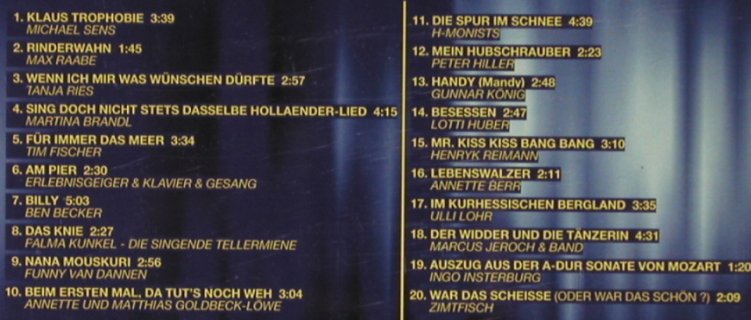 1. KLAUS TROPHOBIE 3:39
MICHAEL SENS
2. RINDERWAHN 1:45
MAX RAABE
3. WENN ICH MIR WAS WÜNSCHEN DÜRFTE 2:57
TANJA RIES
4. SING DOCH NICHT STETS DASSELBE HOLLAENDER-LIED 4:15
MARTINA BRANDL
5. FÜR IMMER DAS MEER 3:34
TIM FISCHER
6. AM PIER 2:30
ERLEBNISGEIGER & KLAVIER & GESANG
7. BILLY 5:03
BEN BECKER
8. DAS KNIE 2:27
PALMA KUNKEL - DIE SINGENDE TELLERMIENE
9. NANA MOUSKURI 2:56
FUNNY VAN DANNEN
10. BEIM ERSTEN MAL, DA TUT'S NOCH WEH 3:04
ANNETTE UND MATTHIAS GOLDBECK-LÖWE
11. DIE SPUR IM SCHNEE 4:39
H-MONISTS
12. MEIN HUBSCHRAUBER 2:23
PETER HILLER
13. HANDY (Mandy) 2:48
GUNNAR KÖNIG
14. BESESSEN 2:47
LOTTI HUBER
15. MR. KISS KISS BANG BANG 3:10
HENRYK REIMANN
16. LEBENSWALZER 2:11
ANNETTE BERR
17. IM KURHESSISCHEN BERGLAND 3:35
ULLI LOHR
18. DER WIDDER UND DIE TÄNZERIN 4:31
MARCUS JEROCH & BAND
19. AUSZUG AUS DER A-DUR SONATE VON MOZART 1:20
INGO INSTERBURG
20. WAR DAS SCHEISSE (ODER WAR DAS SCHÖN ?) 2:09
ZIMTFISCH